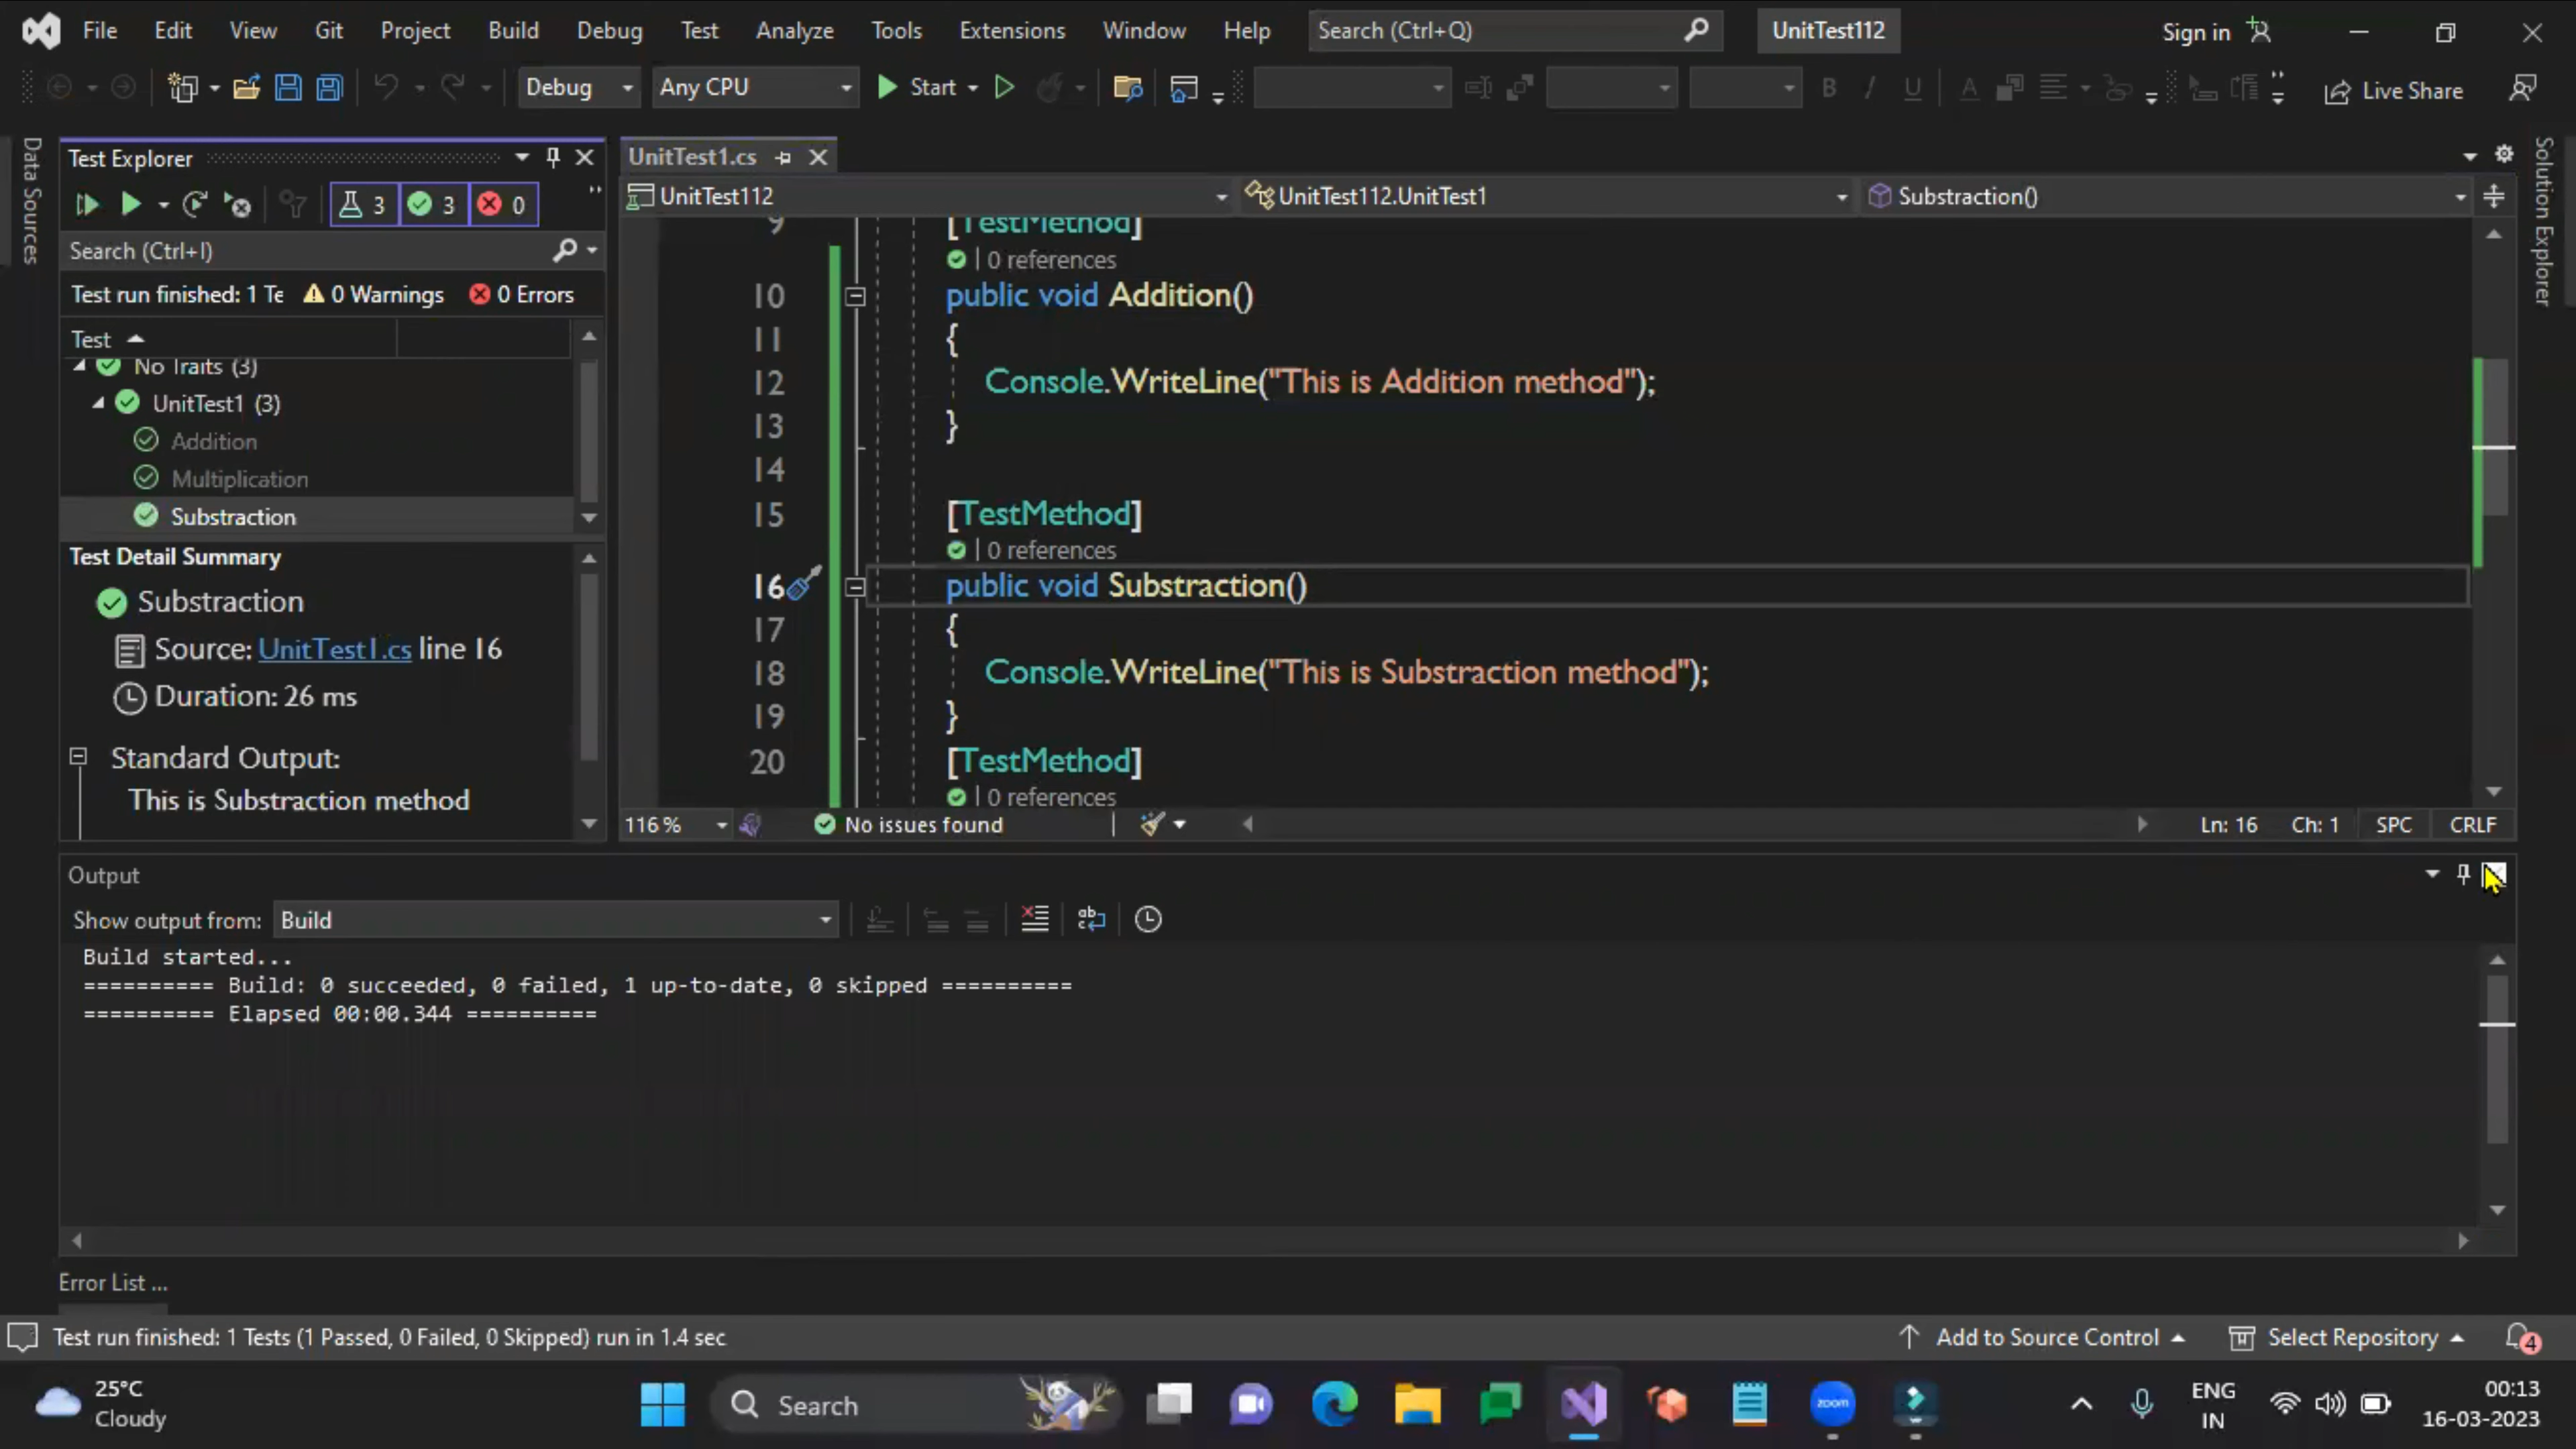 File Edit View Git Project Build Debug Test Analyze Tools Extensions Window Help Search (Ctrl+Q) UnitTest112 Sign in
Debug Any CPU Start Live Share
Data Sources
Test Explorer
3 3 0
Search (Ctrl+I)
Test run finished: 1 Te 0 Warnings 0 Errors
Test
No Traits (3)
UnitTest1 (3)
Addition
Multiplication
Substraction
Test Detail Summary
Substraction
Source: UnitTest1.cs line 16
Duration: 26 ms
Standard Output:
This is Substraction method
UnitTest1.cs
UnitTest112 UnitTest112.UnitTest1 Substraction()
9 [TestMethod]
0 references
10 public void Addition()
11 {
12 Console.WriteLine("This is Addition method");
13 }
14
15 [TestMethod]
0 references
16 public void Substraction()
17 {
18 Console.WriteLine("This is Substraction method");
19 }
20 [TestMethod]
0 references
116 % No issues found Ln: 16 Ch: 1 SPC CRLF
Solution Explorer
Output
Show output from: Build
Build started...
========== Build: 0 succeeded, 0 failed, 1 up-to-date, 0 skipped ==========
========== Elapsed 00:00.344 ==========
Error List ...
Test run finished: 1 Tests (1 Passed, 0 Failed, 0 Skipped) run in 1.4 sec Add to Source Control Select Repository 4
25°C
Cloudy
Search
zoom
ENG
IN
00:13
16-03-2023